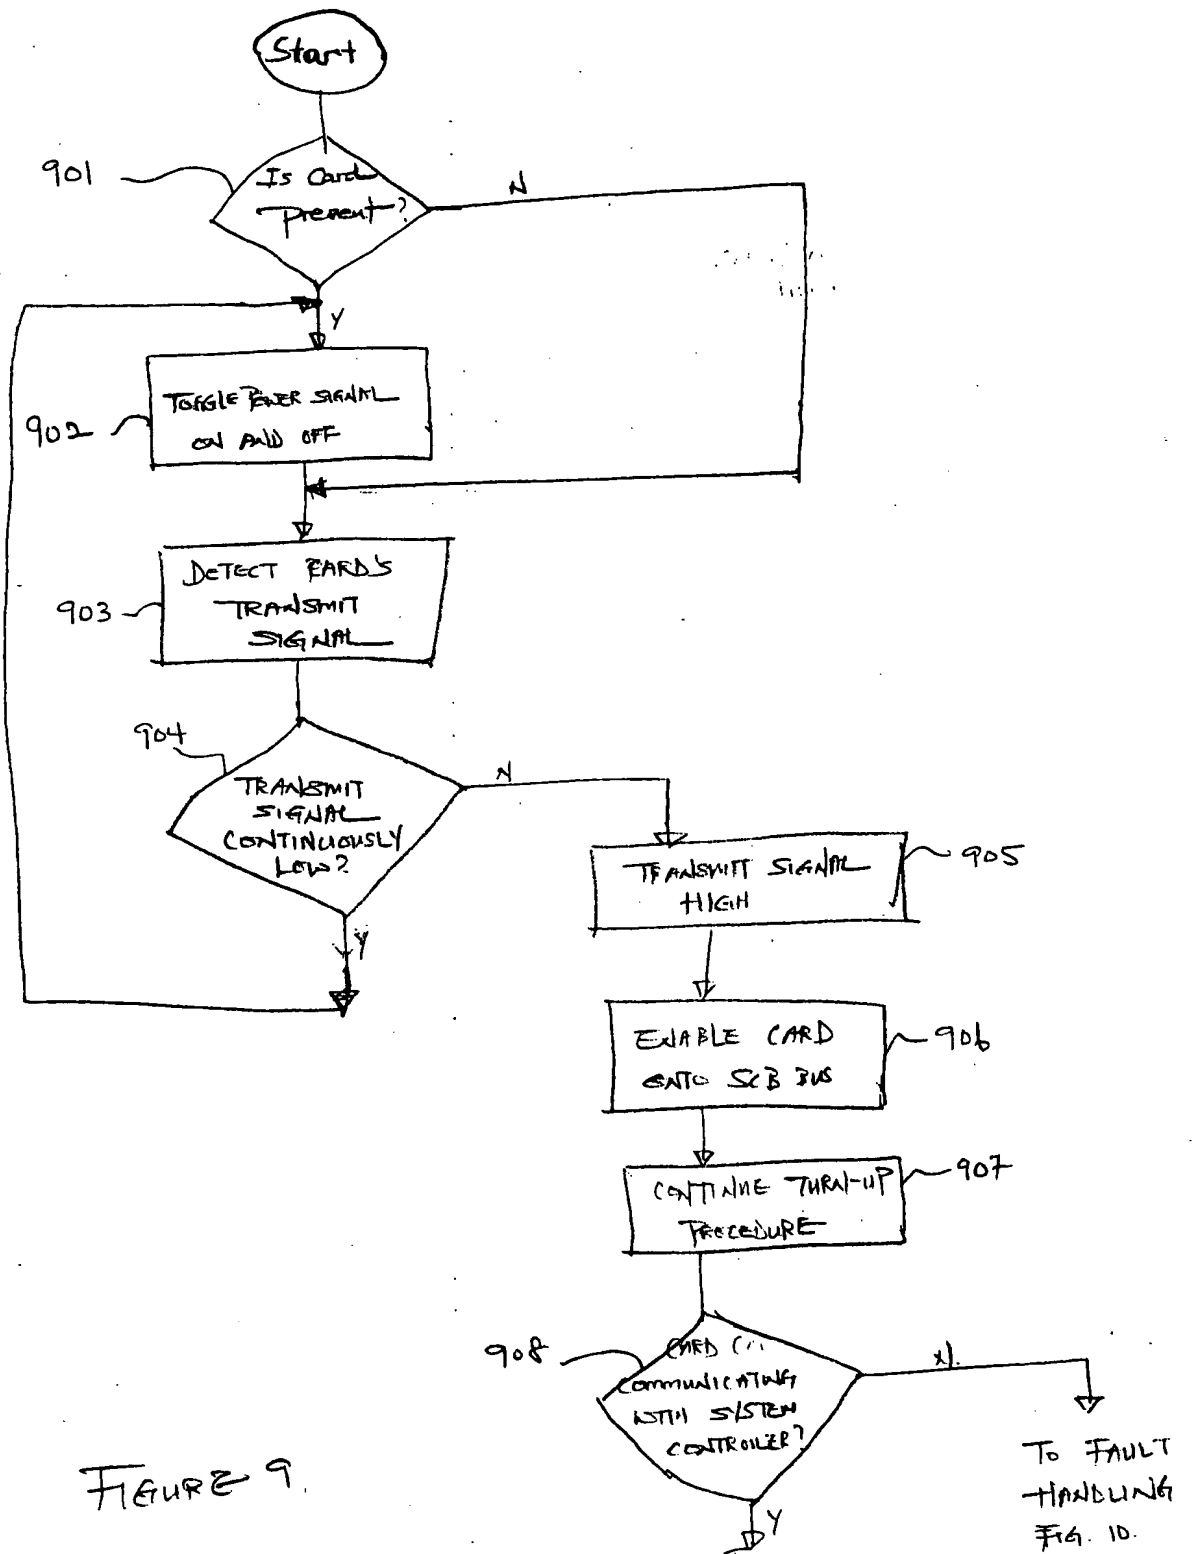 Start
901
Is Card
present?
N
Y
902
TOGGLE POWER SIGNAL
ON AND OFF
903
DETECT CARD'S
TRANSMIT
SIGNAL
904
TRANSMIT
SIGNAL
CONTINUOUSLY
LOW?
N
Y
905
TRANSMIT SIGNAL
HIGH
906
ENABLE CARD
ONTO SCB BUS
907
CONTINUE TURN-UP
PROCEDURE
908
CARD
COMMUNICATING
WITH SYSTEM
CONTROLLER?
N
Y
TO FAULT
HANDLING
FIG. 10.
FIGURE 9.